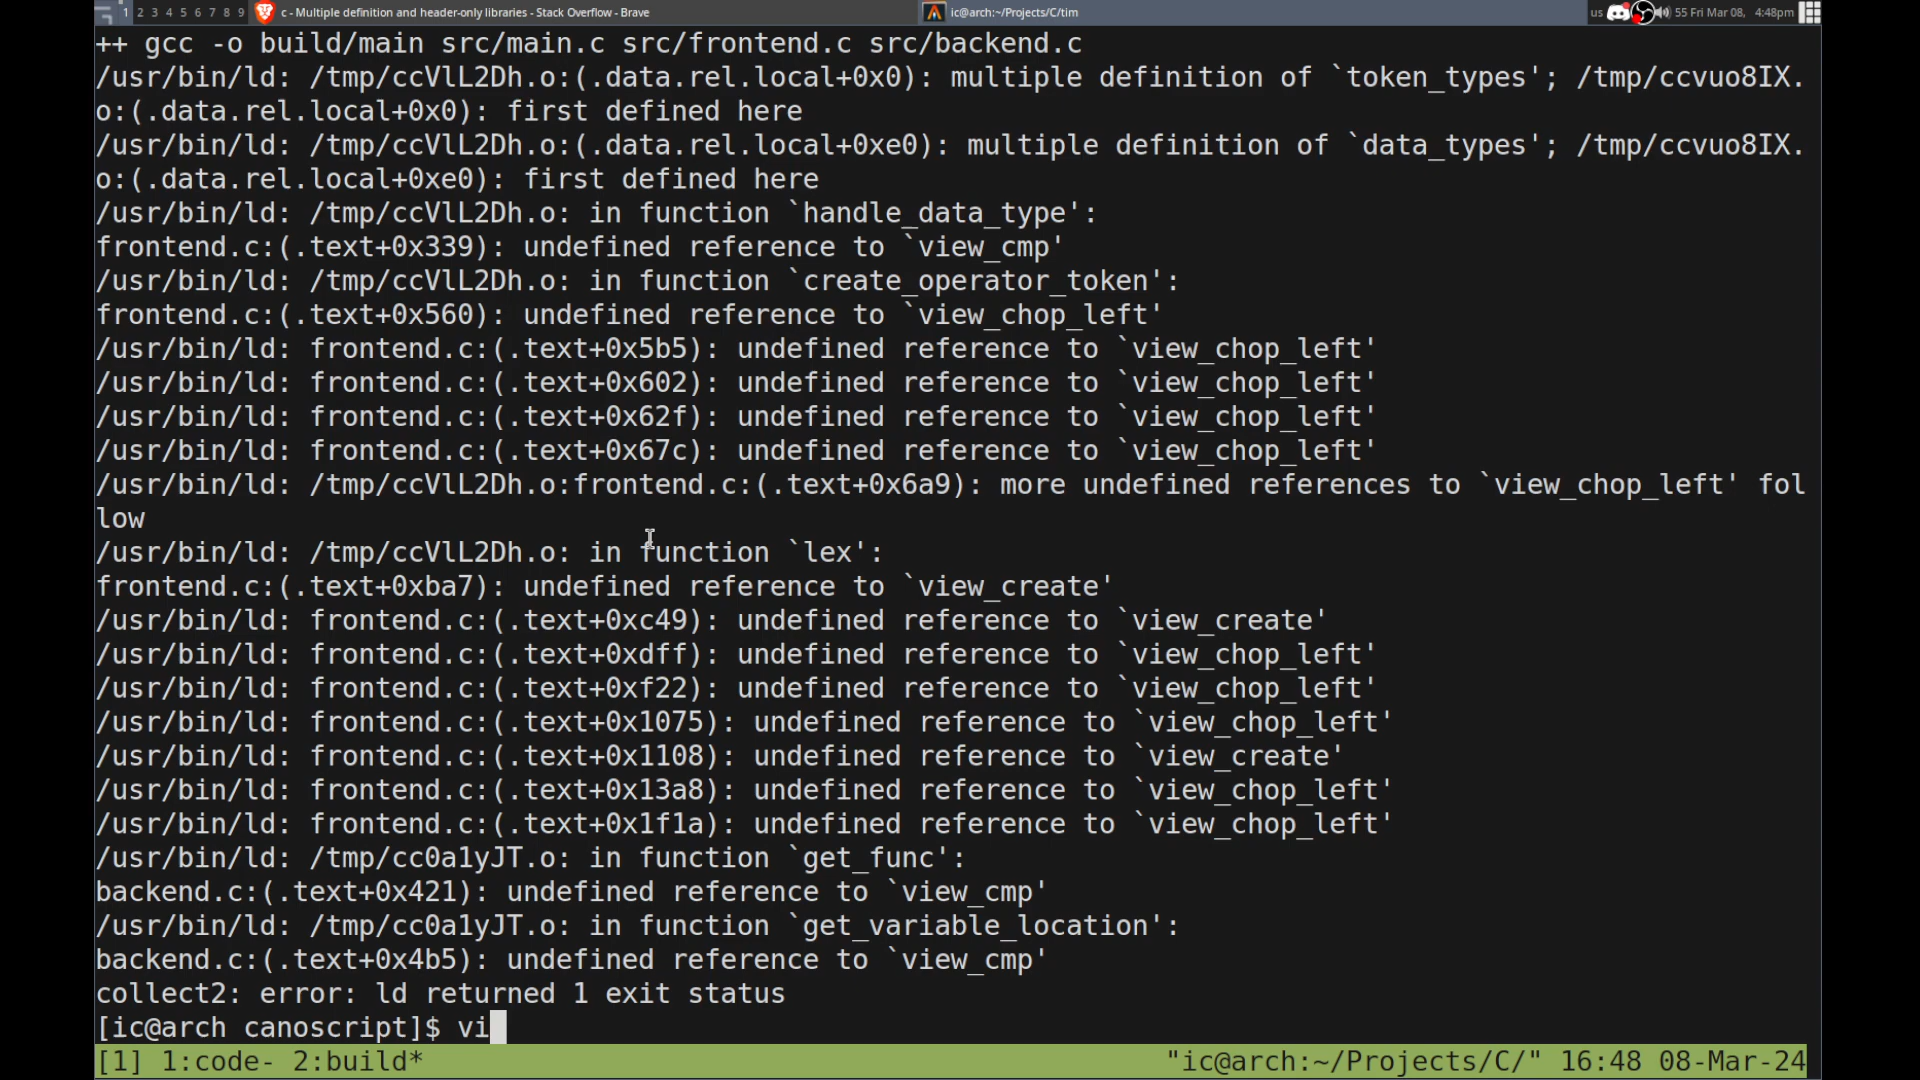 1 2 3 4 5 6 7 8 9 c - Multiple definition and header-only libraries - Stack Overflow - Brave ic@arch:~/Projects/C/tim us 55 Fri Mar 08, 4:48pm
++ gcc -o build/main src/main.c src/frontend.c src/backend.c
/usr/bin/ld: /tmp/ccVlL2Dh.o:(.data.rel.local+0x0): multiple definition of `token_types'; /tmp/ccvuo8IX.
o:(.data.rel.local+0x0): first defined here
/usr/bin/ld: /tmp/ccVlL2Dh.o:(.data.rel.local+0xe0): multiple definition of `data_types'; /tmp/ccvuo8IX.
o:(.data.rel.local+0xe0): first defined here
/usr/bin/ld: /tmp/ccVlL2Dh.o: in function `handle_data_type':
frontend.c:(.text+0x339): undefined reference to `view_cmp'
/usr/bin/ld: /tmp/ccVlL2Dh.o: in function `create_operator_token':
frontend.c:(.text+0x560): undefined reference to `view_chop_left'
/usr/bin/ld: frontend.c:(.text+0x5b5): undefined reference to `view_chop_left'
/usr/bin/ld: frontend.c:(.text+0x602): undefined reference to `view_chop_left'
/usr/bin/ld: frontend.c:(.text+0x62f): undefined reference to `view_chop_left'
/usr/bin/ld: frontend.c:(.text+0x67c): undefined reference to `view_chop_left'
/usr/bin/ld: /tmp/ccVlL2Dh.o:frontend.c:(.text+0x6a9): more undefined references to `view_chop_left' fol
low
/usr/bin/ld: /tmp/ccVlL2Dh.o: in function `lex':
frontend.c:(.text+0xba7): undefined reference to `view_create'
/usr/bin/ld: frontend.c:(.text+0xc49): undefined reference to `view_create'
/usr/bin/ld: frontend.c:(.text+0xdff): undefined reference to `view_chop_left'
/usr/bin/ld: frontend.c:(.text+0xf22): undefined reference to `view_chop_left'
/usr/bin/ld: frontend.c:(.text+0x1075): undefined reference to `view_chop_left'
/usr/bin/ld: frontend.c:(.text+0x1108): undefined reference to `view_create'
/usr/bin/ld: frontend.c:(.text+0x13a8): undefined reference to `view_chop_left'
/usr/bin/ld: frontend.c:(.text+0x1f1a): undefined reference to `view_chop_left'
/usr/bin/ld: /tmp/cc0a1yJT.o: in function `get_func':
backend.c:(.text+0x421): undefined reference to `view_cmp'
/usr/bin/ld: /tmp/cc0a1yJT.o: in function `get_variable_location':
backend.c:(.text+0x4b5): undefined reference to `view_cmp'
collect2: error: ld returned 1 exit status
[ic@arch canoscript]$ vi
[1] 1:code- 2:build* "ic@arch:~/Projects/C/" 16:48 08-Mar-24